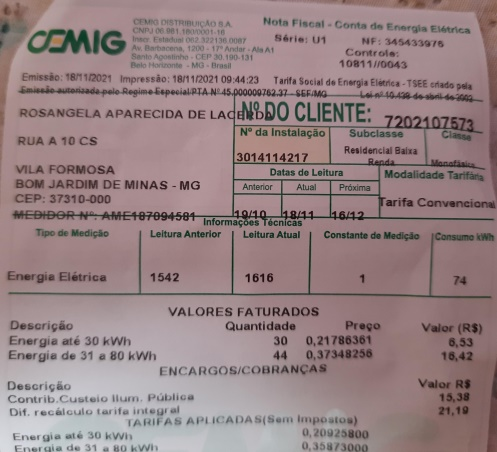 CEMIG
CEMIG DISTRIBUIÇÃO S.A.
CNPJ 06.981.180/0001-16
Inscr. Estadual 062.322136.0087
Av. Barbacena, 1200 - 17º Andar - Ala A1
Santo Agostinho - CEP 30.190-131
Belo Horizonte - MG - Brasil
Nota Fiscal - Conta de Energia Elétrica
Série: U1 NF: 345433976
Controle:
10811//0043
Emissão: 18/11/2021 Impressão: 18/11/2021 09:44:23 Tarifa Social de Energia Elétrica - TSEE criado pela
Emissão autorizada pelo Regime Especial/PTA Nº 45.000009762.37 - SEF/MG Lei nº 10.438 de abril de 2002
ROSANGELA APARECIDA DE LACERDA
Nº DO CLIENTE: 7202107573
Nº da Instalação Subclasse Classe
3014114217 Residencial Baixa Renda Monofásico
RUA A 10 CS
VILA FORMOSA
BOM JARDIM DE MINAS - MG
CEP: 37310-000
MEDIDOR Nº: AME187094581
Datas de Leitura Modalidade Tarifária
Anterior Atual Próxima
19/10 18/11 16/12 Tarifa Convencional
Informações Técnicas
Tipo de Medição Leitura Anterior Leitura Atual Constante de Medição Consumo kWh
Energia Elétrica 1542 1616 1 74
VALORES FATURADOS
Descrição Quantidade Preço Valor (R$)
Energia até 30 kWh 30 0,21786361 6,53
Energia de 31 a 80 kWh 44 0,37348256 16,42
ENCARGOS/COBRANÇAS
Descrição Valor R$
Contrib.Custeio Ilum. Pública 15,38
Dif. recálculo tarifa integral 21,19
TARIFAS APLICADAS(Sem Impostos)
Energia até 30 kWh 0,20925800
Energia de 31 a 80 kWh 0,35873000